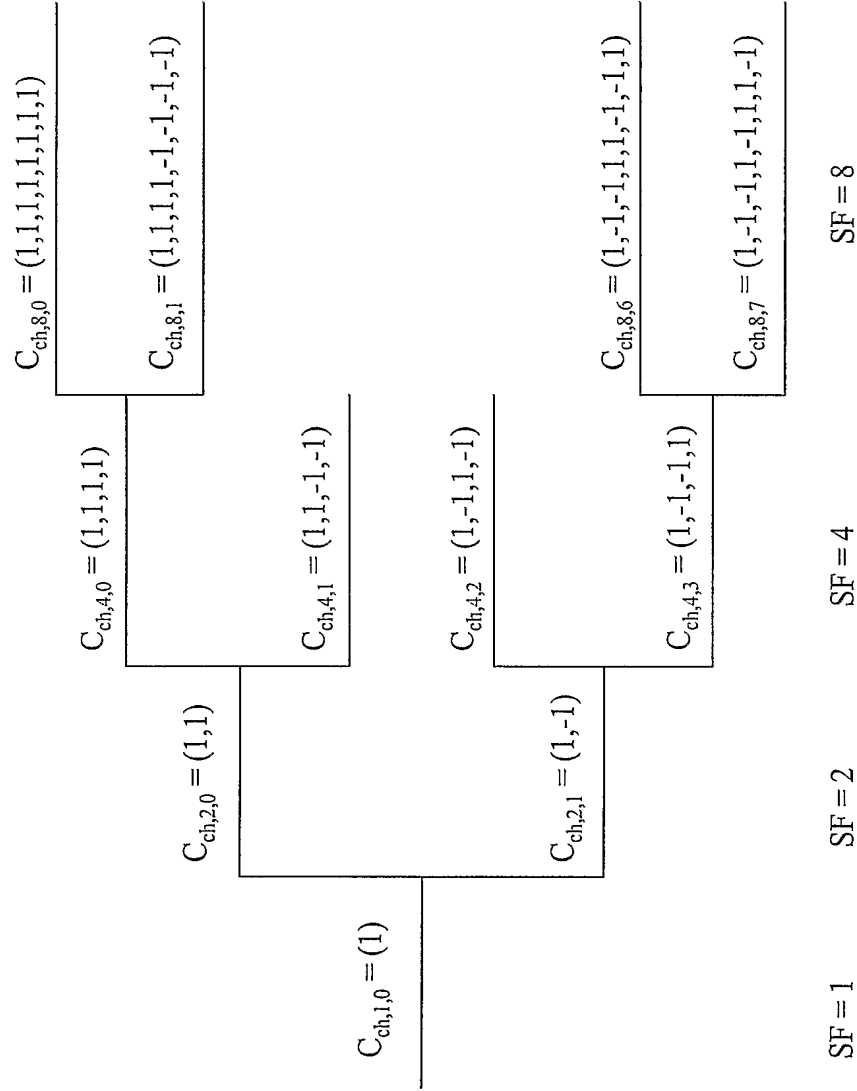 C_ch,1,0 = (1)
C_ch,2,0 = (1,1)
C_ch,2,1 = (1,-1)
C_ch,4,0 = (1,1,1,1)
C_ch,4,1 = (1,1,-1,-1)
C_ch,4,2 = (1,-1,1,-1)
C_ch,4,3 = (1,-1,-1,1)
C_ch,8,0 = (1,1,1,1,1,1,1,1)
C_ch,8,1 = (1,1,1,1,-1,-1,-1,-1)
C_ch,8,6 = (1,-1,-1,1,1,-1,-1,1)
C_ch,8,7 = (1,-1,-1,1,-1,1,1,-1)
SF = 1
SF = 2
SF = 4
SF = 8